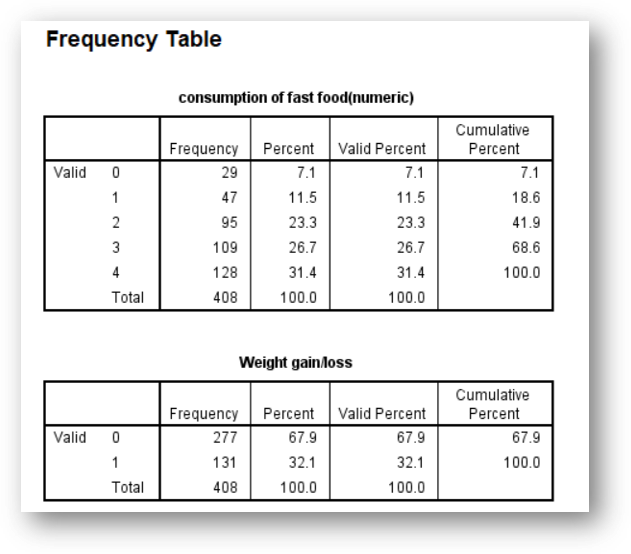 Frequency Table
consumption of fast food(numeric)
Frequency Percent Valid Percent Cumulative Percent
Valid 0 29 7.1 7.1 7.1
1 47 11.5 11.5 18.6
2 95 23.3 23.3 41.9
3 109 26.7 26.7 68.6
4 128 31.4 31.4 100.0
Total 408 100.0 100.0
Weight gain/loss
Frequency Percent Valid Percent Cumulative Percent
Valid 0 277 67.9 67.9 67.9
1 131 32.1 32.1 100.0
Total 408 100.0 100.0